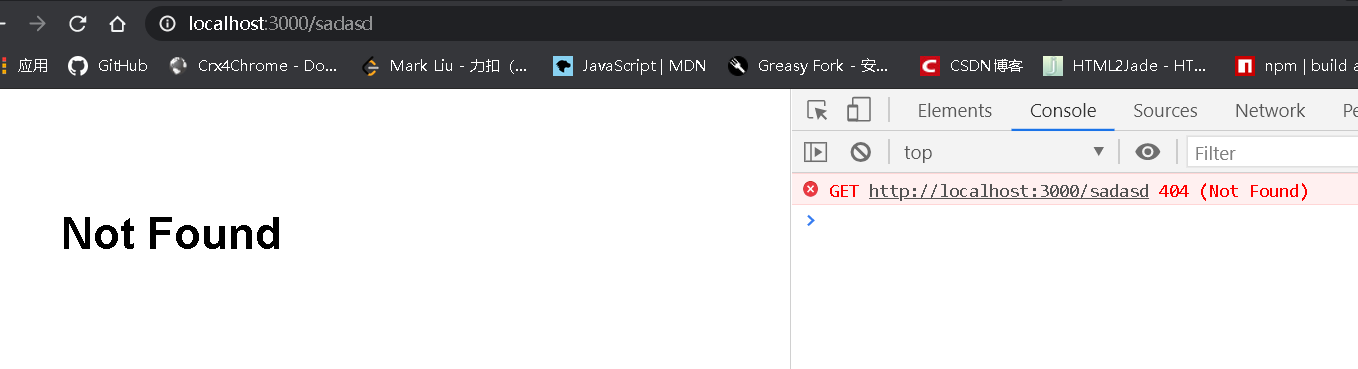 localhost:3000/sadasd
应用 GitHub Crx4Chrome - Do... Mark Liu - 力扣（... JavaScript | MDN Greasy Fork - 安... CSDN博客 HTML2Jade - HT... npm | build a
Elements Console Sources Network Pe
top Filter
GET http://localhost:3000/sadasd 404 (Not Found)
Not Found